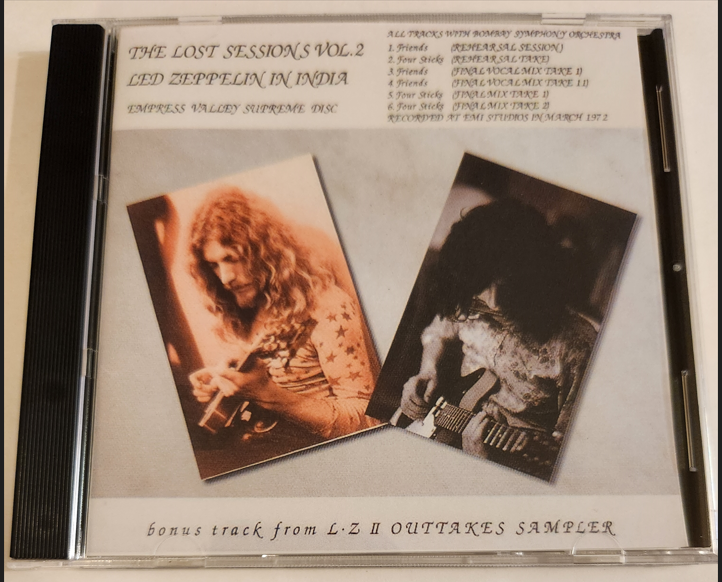 THE LOST SESSIONS VOL.2
LED ZEPPELIN IN INDIA
EMPRESS VALLEY SUPREME DISC
ALL TRACKS WITH BOMBAY SYMPHONY ORCHESTRA
1. Friends (REHEARSAL SESSION)
2. Four Sticks (REHEARSAL TAKE)
3. Friends (FINAL VOCAL MIX TAKE 1)
4. Friends (FINAL VOCAL MIX TAKE 11)
5. Four Sticks (FINAL MIX TAKE 1)
6. Four Sticks (FINAL MIX TAKE 2)
RECORDED AT EMI STUDIOS IN MARCH 1972
bonus track from L·Z II OUTTAKES SAMPLER